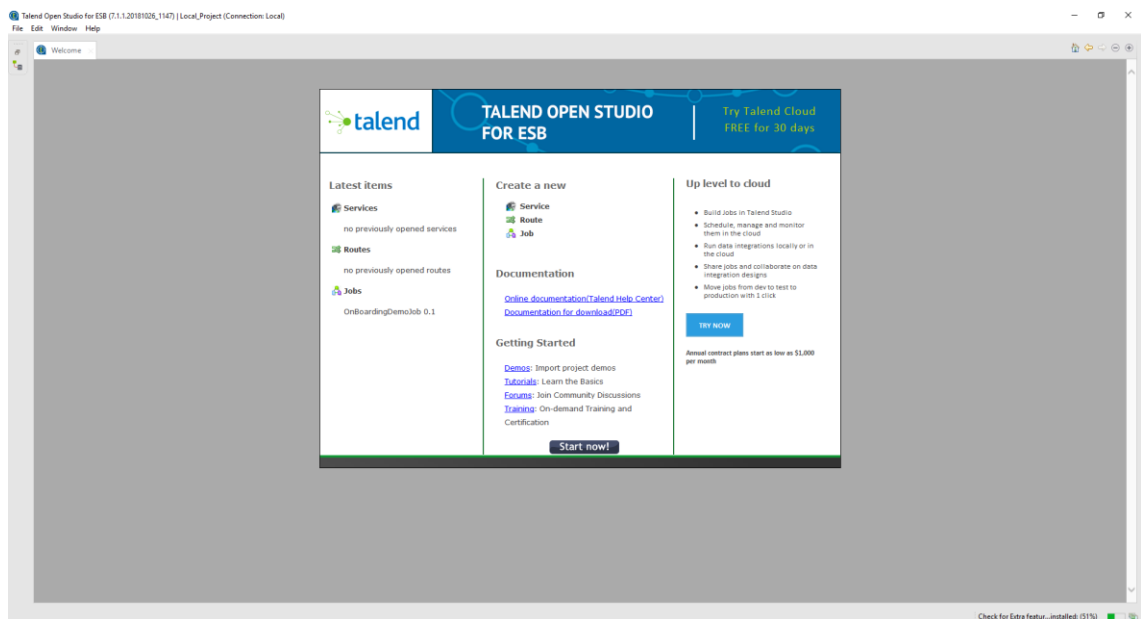 Talend Open Studio for ESB (7.1.1.20181026_1147) | Local_Project (Connection: Local)
File Edit Window Help
Welcome
talend
TALEND OPEN STUDIO
FOR ESB
Try Talend Cloud
FREE for 30 days
Latest items
Services
no previously opened services
Routes
no previously opened routes
Jobs
OnBoardingDemoJob 0.1
Create a new
Service
Route
Job
Documentation
Online documentation(Talend Help Center)
Documentation for download(PDF)
Getting Started
Demos: Import project demos
Tutorials: Learn the Basics
Forums: Join Community Discussions
Training: On-demand Training and
Certification
Start now!
Up level to cloud
Build Jobs in Talend Studio
Schedule, manage and monitor
them in the cloud
Run data integrations locally or in
the cloud
Share jobs and collaborate on data
integration designs
Move jobs from dev to test to
production with 1 click
TRY NOW
Annual contract plans start as low as $1,000
per month
Check for Extra featur...installed: (51%)